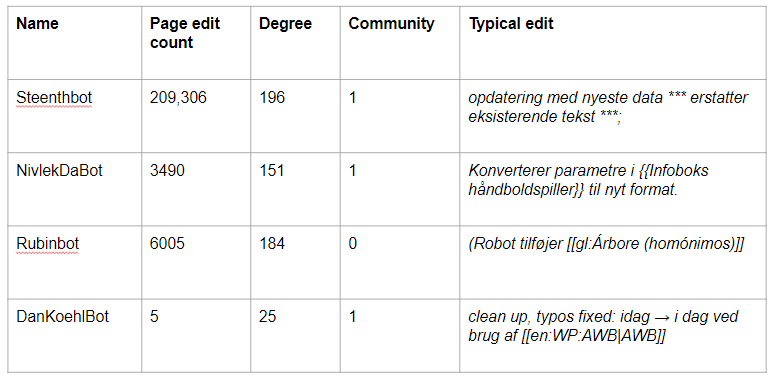 Name Page edit count Degree Community Typical edit
Steenthbot 209,306 196 1 opdatering med nyeste data *** erstatter
eksisterende tekst ***;
NivlekDaBot 3490 151 1 Konverterer parametre i {{Infoboks
håndboldspiller}} til nyt format.
Rubinbot 6005 184 0 (Robot tilføjer [[gl:Árbore (homónimos)]]
DanKoehlBot 5 25 1 clean up, typos fixed: idag → i dag ved
brug af [[en:WP:AWB|AWB]]